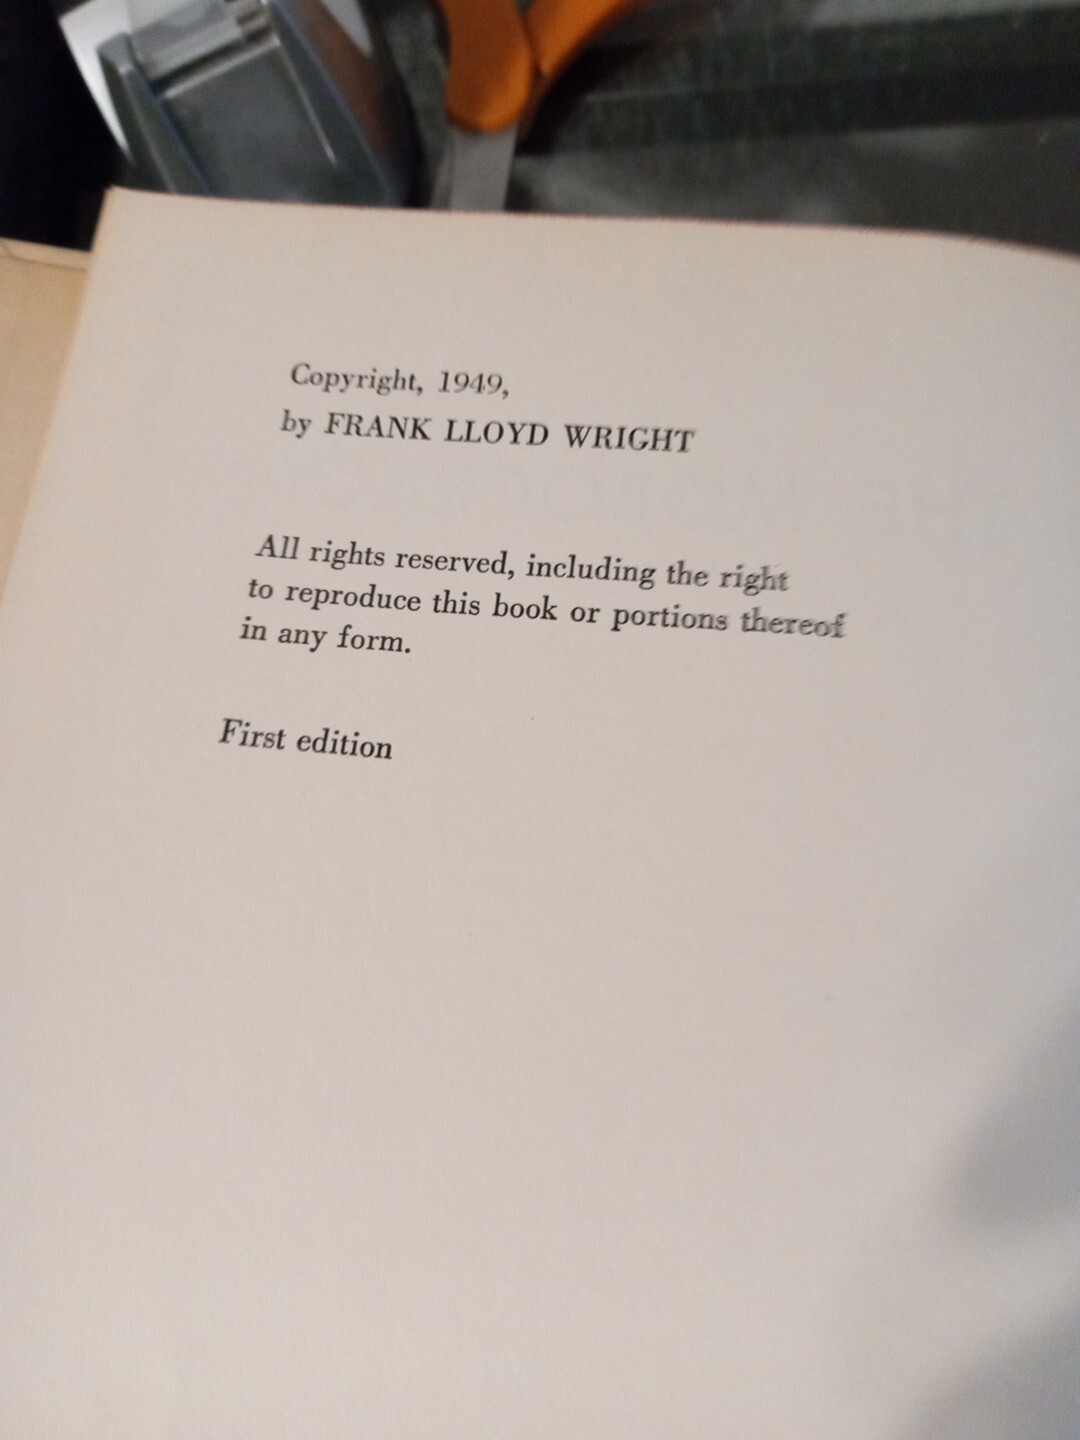 Copyright, 1949,
by FRANK LLOYD WRIGHT
All rights reserved, including the right
to reproduce this book or portions thereof
in any form.
First edition